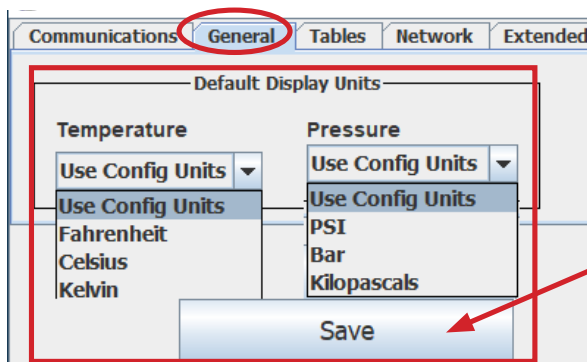 Communications General Tables Network Extended
Default Display Units
Temperature Pressure
Use Config Units Use Config Units
Use Config Units Use Config Units
Fahrenheit PSI
Celsius Bar
Kelvin Kilopascals
Save